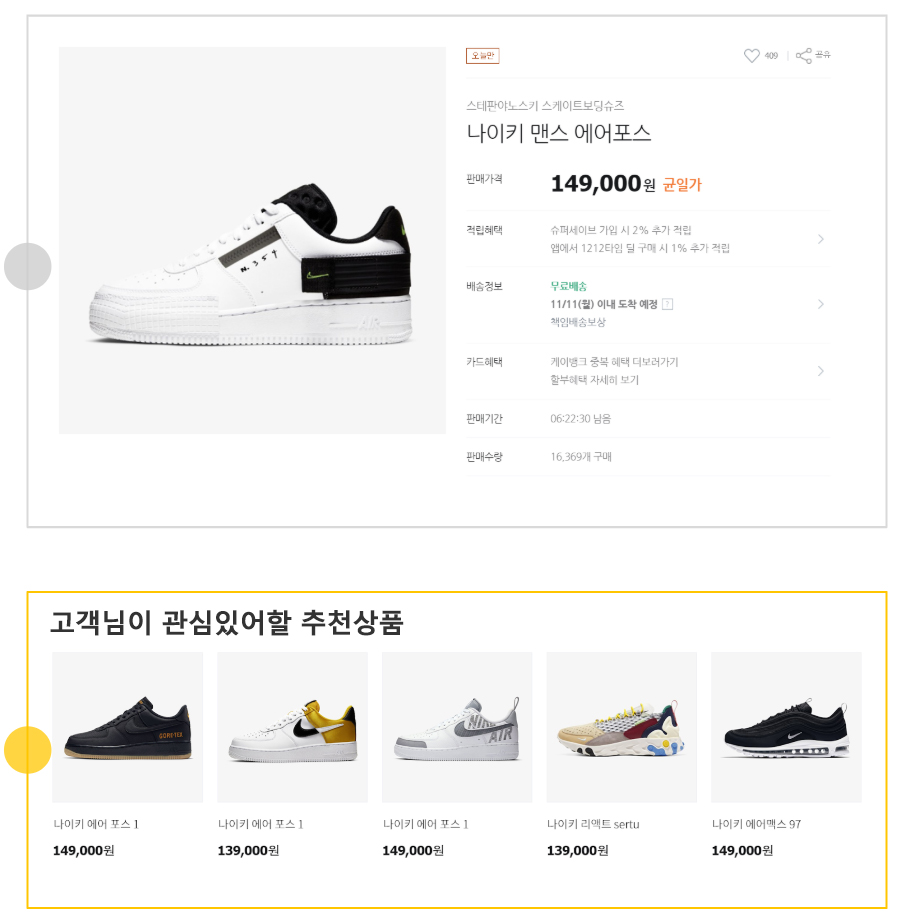 오늘만
409
공유
스테판야노스키 스케이트보딩슈즈
나이키 맨스 에어포스
판매가격
149,000원 균일가
적립혜택
슈퍼세이브 가입 시 2% 추가 적립
앱에서 1212타임 딜 구매 시 1% 추가 적립
배송정보
무료배송
11/11(월) 이내 도착 예정 ?
책임배송보상
카드혜택
케이뱅크 중복 혜택 더보러가기
할부혜택 자세히 보기
판매기간
06:22:30 남음
판매수량
16,369개 구매
N. 354
AIR
고객님이 관심있어할 추천상품
GORE-TEX
NIKE
AIR
나이키 에어 포스 1
149,000원
나이키 에어 포스 1
139,000원
나이키 에어 포스 1
149,000원
나이키 리액트 sertu
139,000원
나이키 에어맥스 97
149,000원